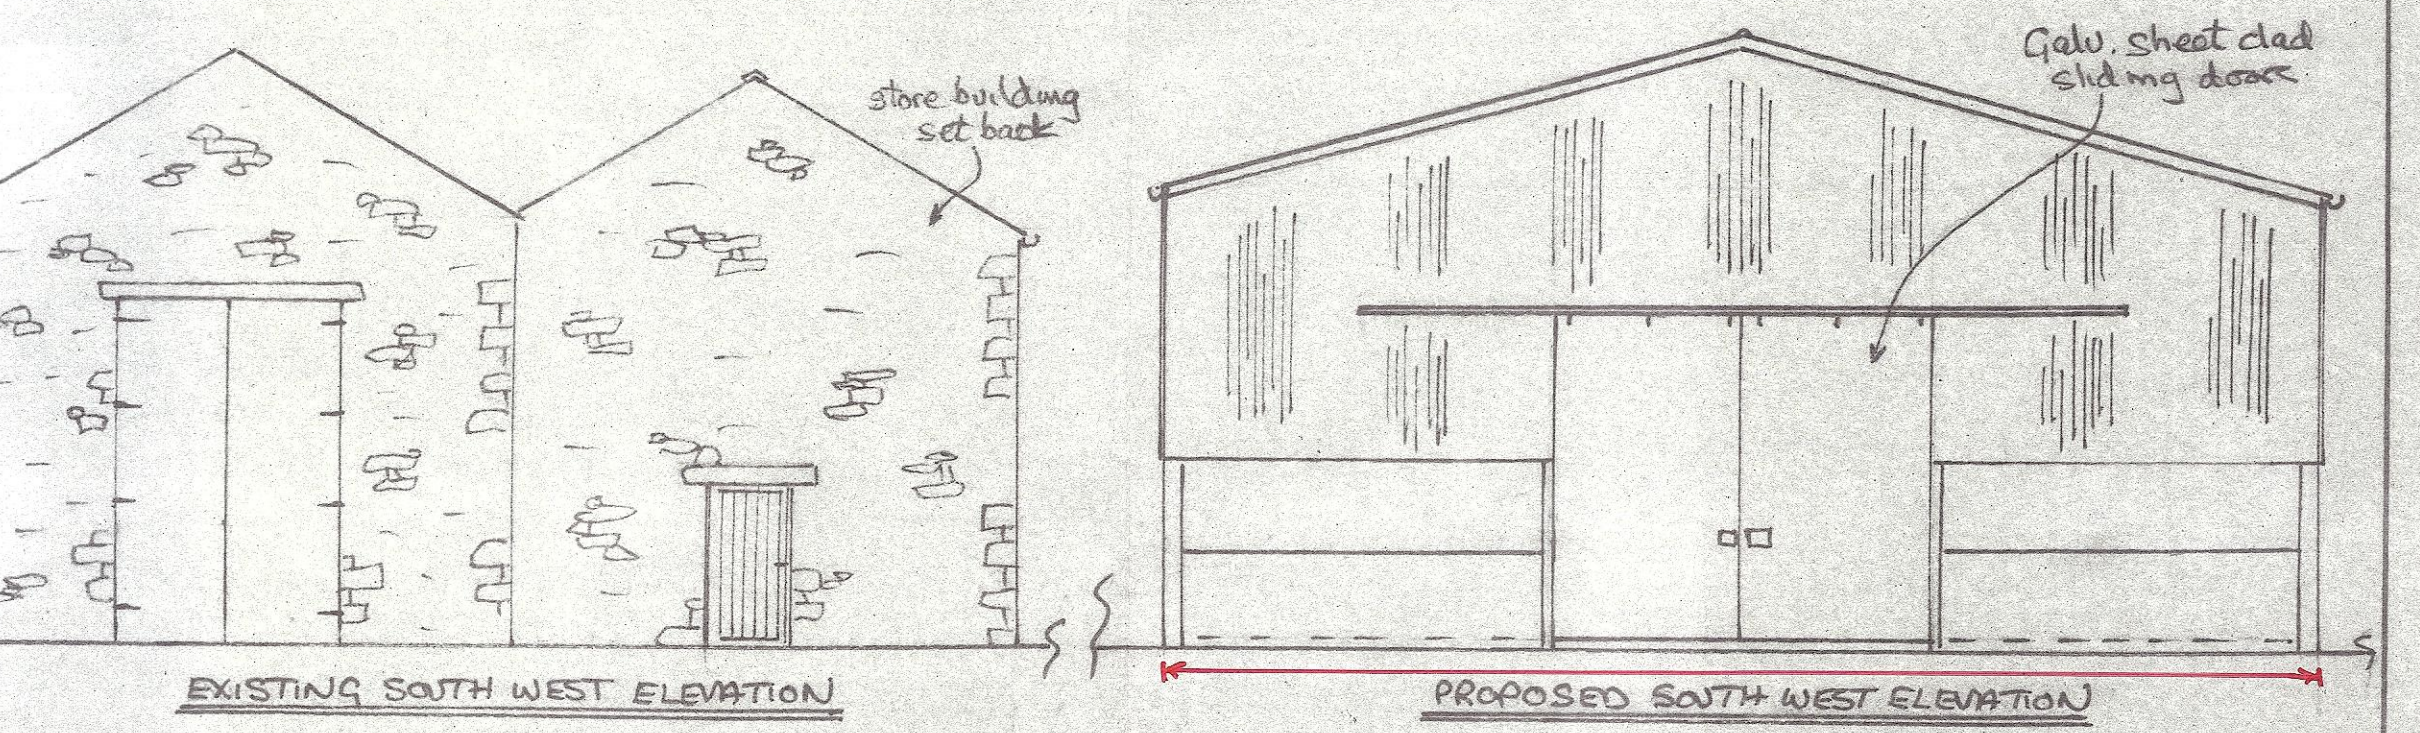 store building
set back
Galv. sheet clad
sliding doors.
EXISTING SOUTH WEST ELEVATION
PROPOSED SOUTH WEST ELEVATION